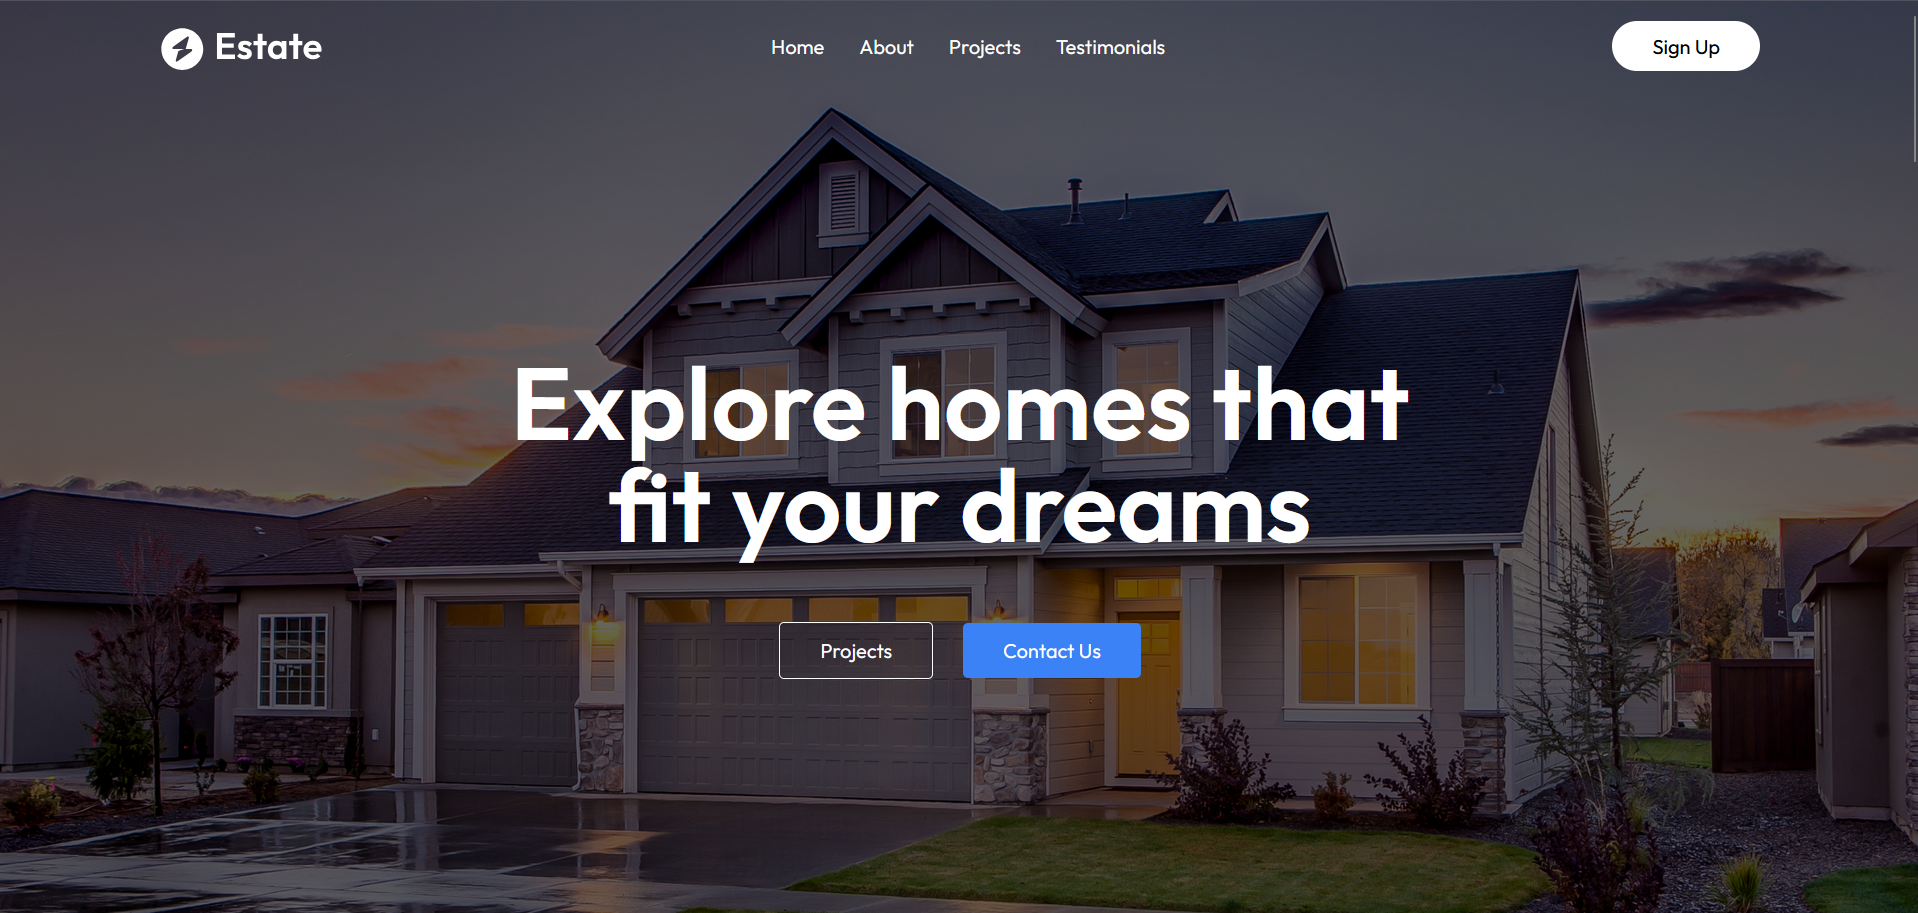 Estate
Home About Projects Testimonials
Sign Up
Explore homes that
fit your dreams
Projects
Contact Us